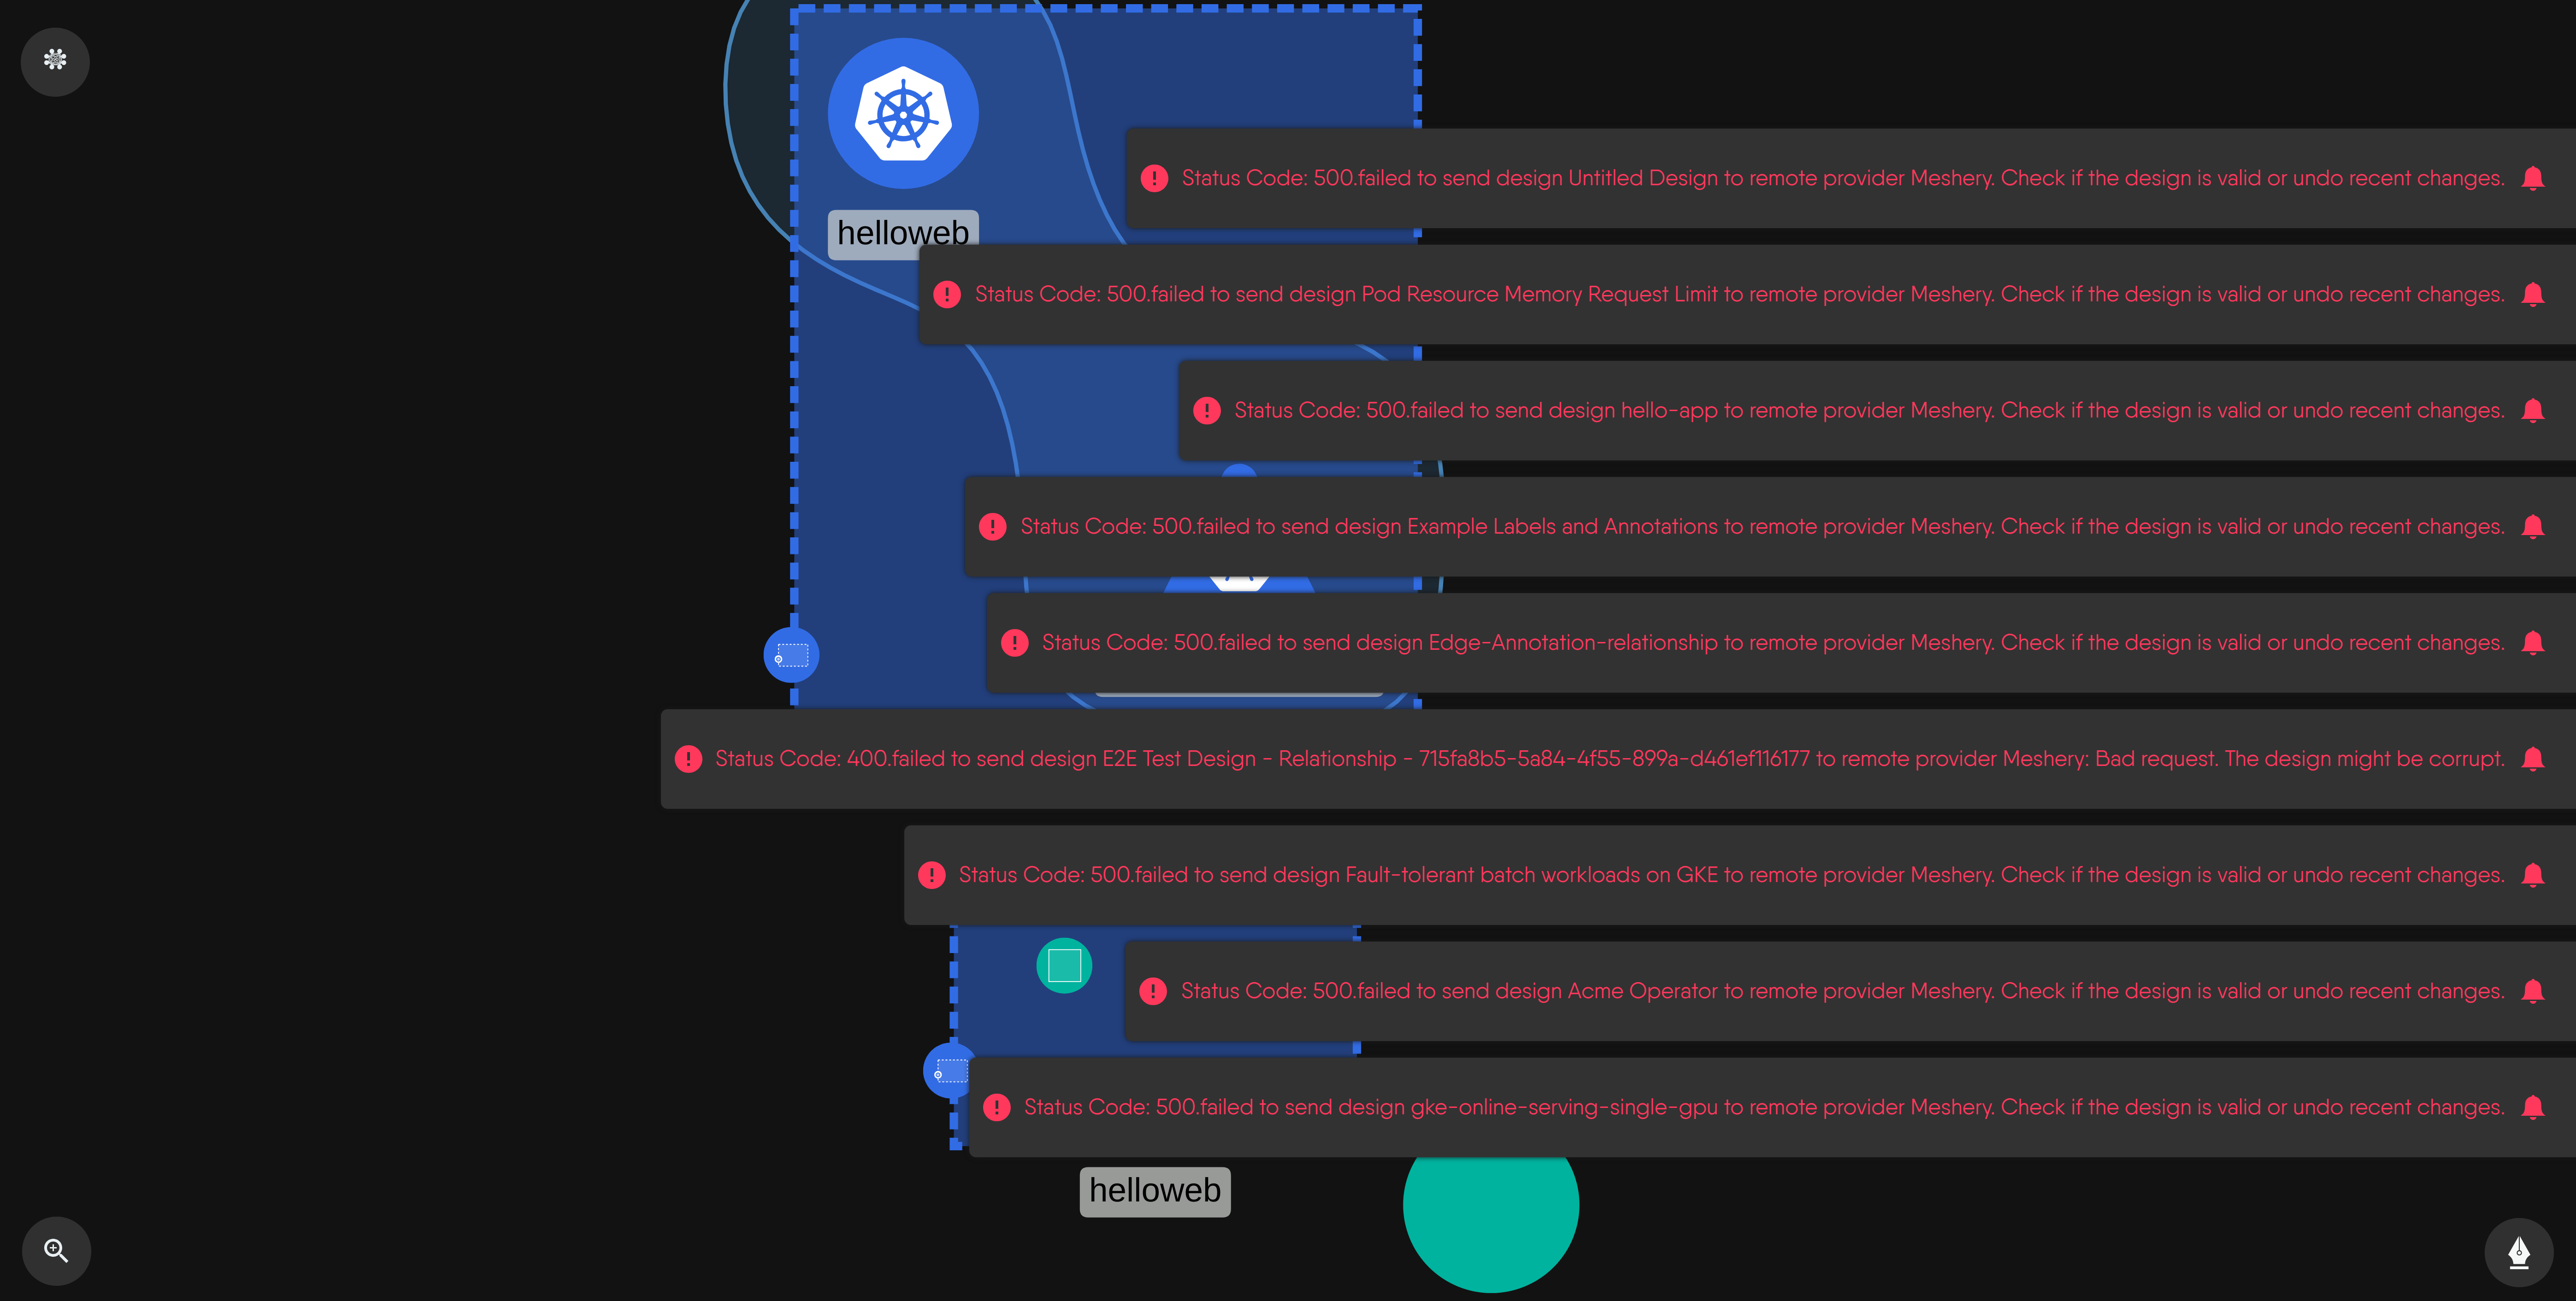 Status Code: 500.failed to send design Untitled Design to remote provider Meshery. Check if the design is valid or undo recent changes.
helloweb
Status Code: 500.failed to send design Pod Resource Memory Request Limit to remote provider Meshery. Check if the design is valid or undo recent changes.
Status Code: 500.failed to send design hello-app to remote provider Meshery. Check if the design is valid or undo recent changes.
Status Code: 500.failed to send design Example Labels and Annotations to remote provider Meshery. Check if the design is valid or undo recent changes.
Status Code: 500.failed to send design Edge-Annotation-relationship to remote provider Meshery. Check if the design is valid or undo recent changes.
Status Code: 400.failed to send design E2E Test Design - Relationship - 715fa8b5-5a84-4f55-899a-d461ef116177 to remote provider Meshery: Bad request. The design might be corrupt.
Status Code: 500.failed to send design Fault-tolerant batch workloads on GKE to remote provider Meshery. Check if the design is valid or undo recent changes.
Status Code: 500.failed to send design Acme Operator to remote provider Meshery. Check if the design is valid or undo recent changes.
Status Code: 500.failed to send design gke-online-serving-single-gpu to remote provider Meshery. Check if the design is valid or undo recent changes.
helloweb